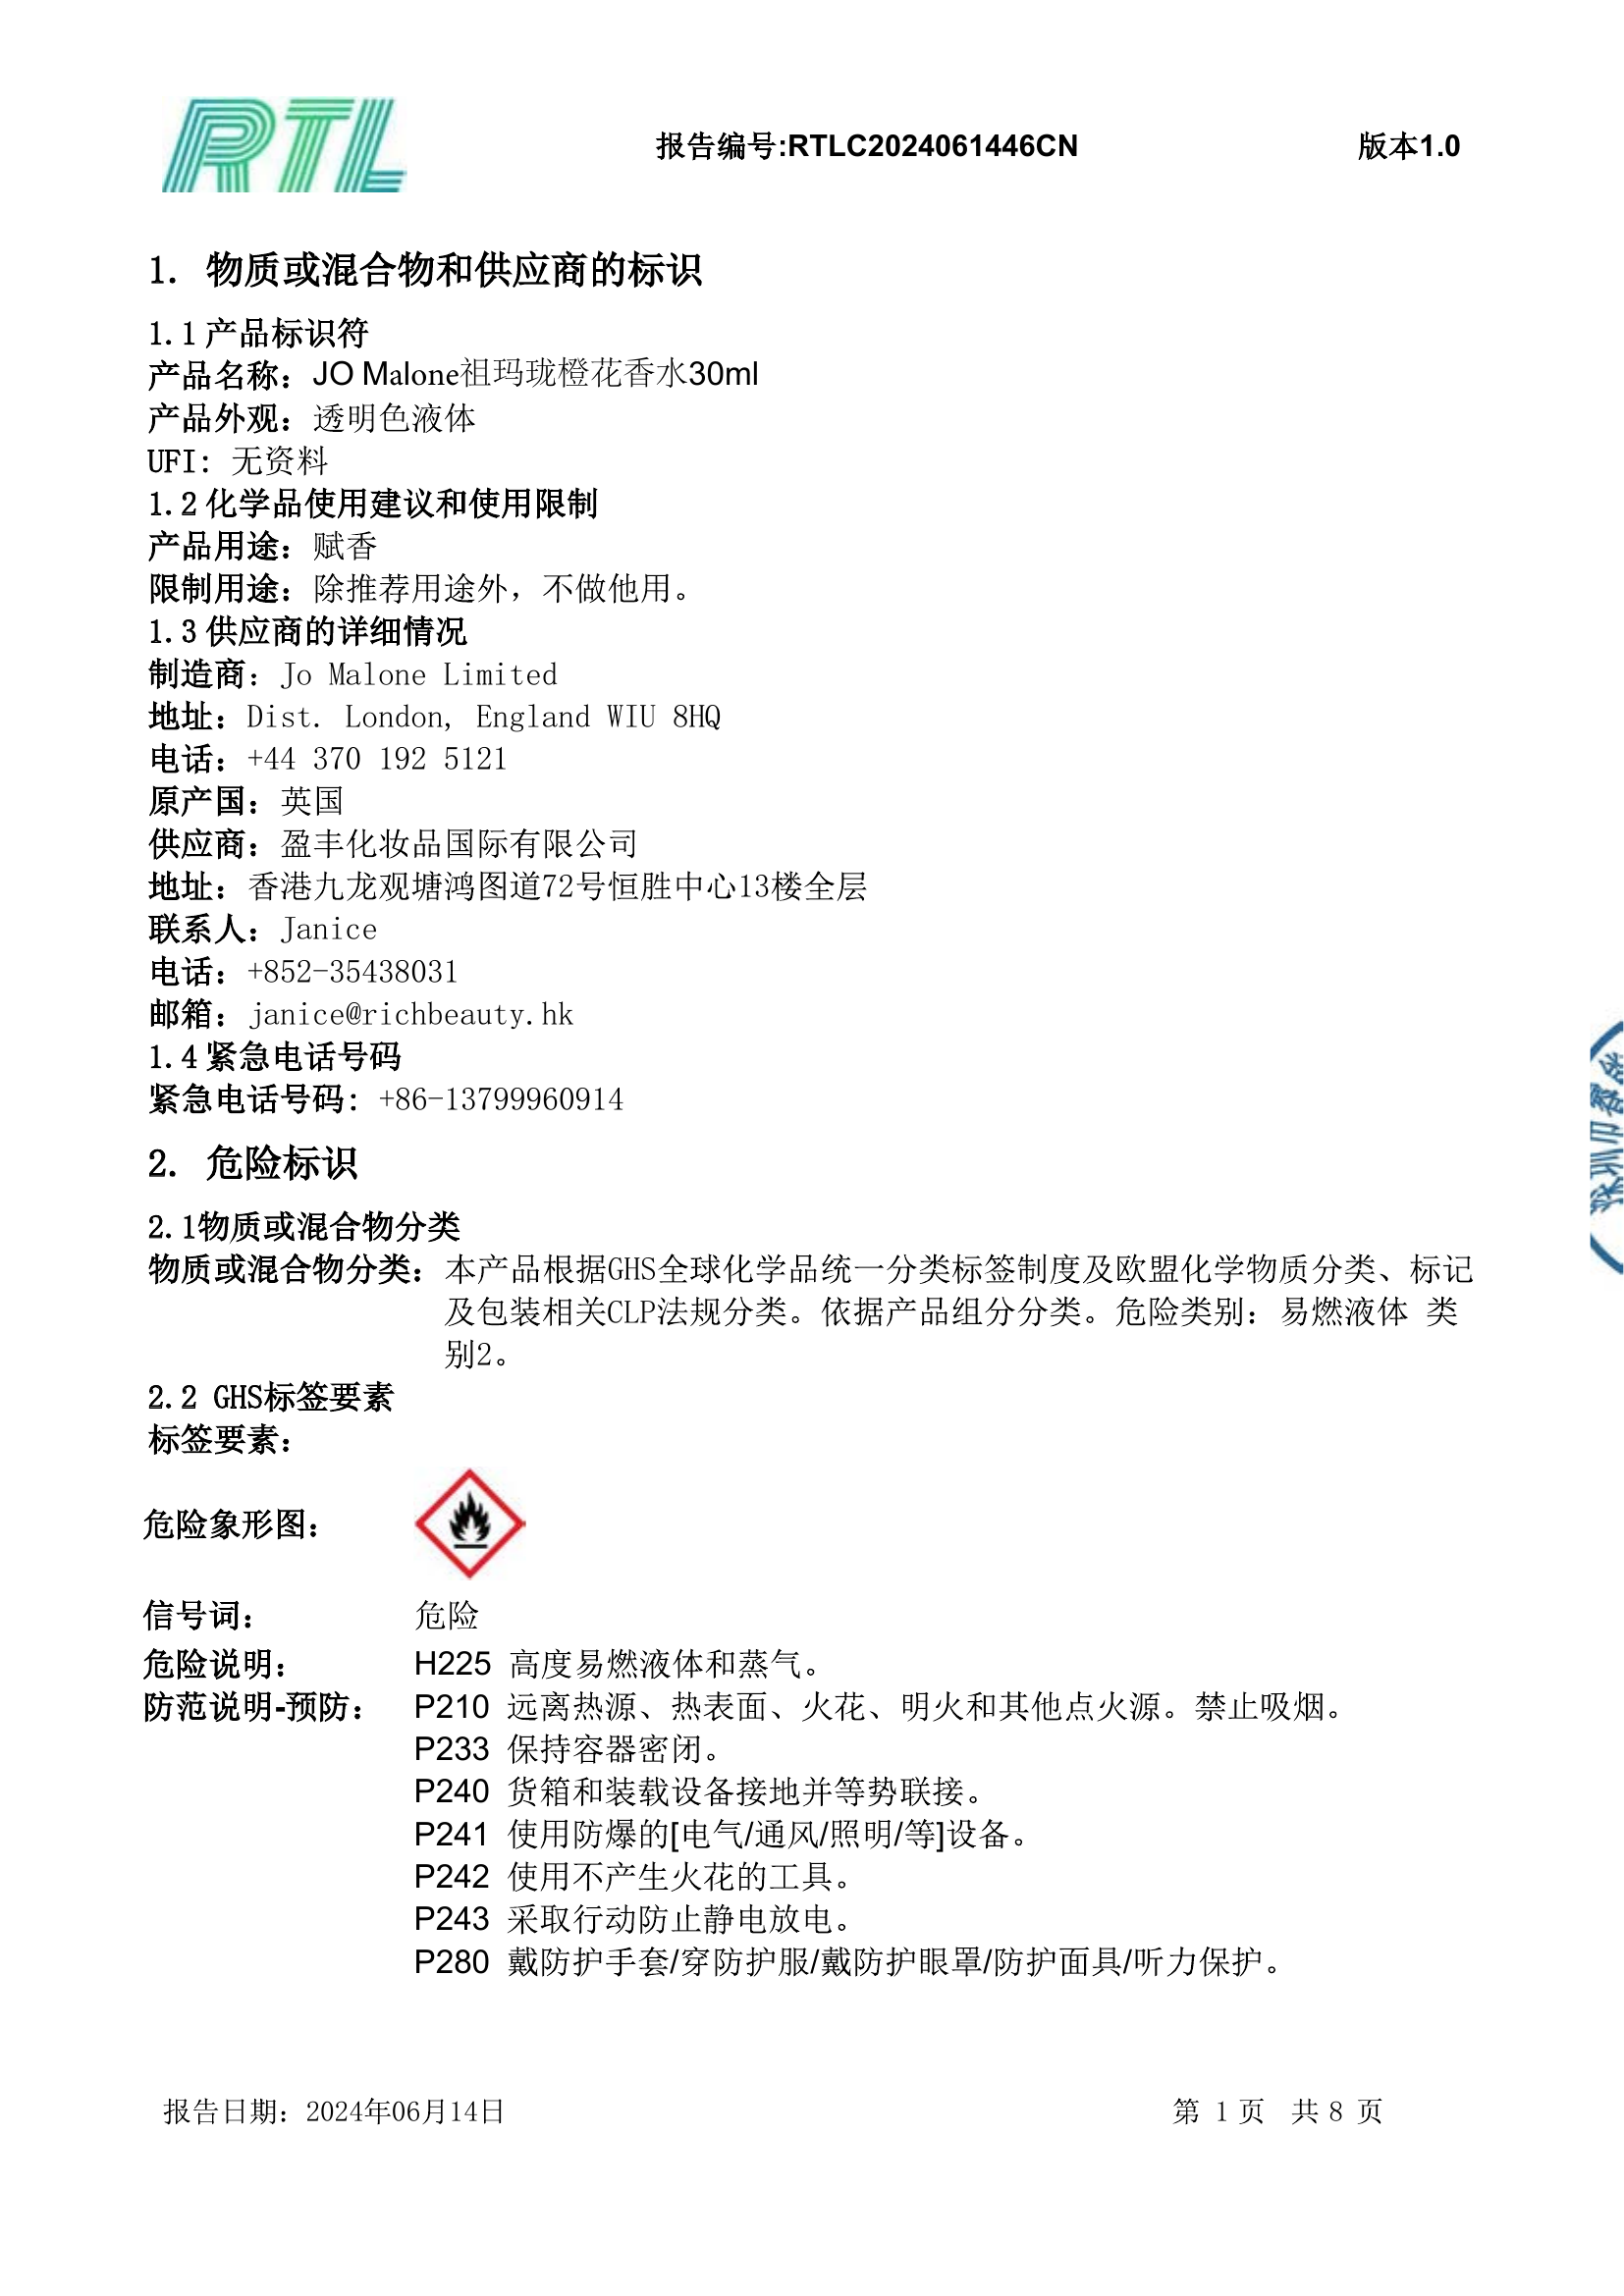 RTL
报告编号:RTLC2024061446CN 版本1.0
1. 物质或混合物和供应商的标识
1.1 产品标识符
产品名称：JO Malone祖玛珑橙花香水30ml
产品外观：透明色液体
UFI: 无资料
1.2 化学品使用建议和使用限制
产品用途：赋香
限制用途：除推荐用途外，不做他用。
1.3 供应商的详细情况
制造商：Jo Malone Limited
地址：Dist. London, England WIU 8HQ
电话：+44 370 192 5121
原产国：英国
供应商：盈丰化妆品国际有限公司
地址：香港九龙观塘鸿图道72号恒胜中心13楼全层
联系人：Janice
电话：+852-35438031
邮箱：janice@richbeauty.hk
1.4 紧急电话号码
紧急电话号码: +86-13799960914
2. 危险标识
2.1物质或混合物分类
物质或混合物分类：本产品根据GHS全球化学品统一分类标签制度及欧盟化学物质分类、标记
及包装相关CLP法规分类。依据产品组分分类。危险类别：易燃液体 类
别2。
2.2 GHS标签要素
标签要素：
危险象形图：
信号词： 危险
危险说明： H225 高度易燃液体和蒸气。
防范说明-预防： P210 远离热源、热表面、火花、明火和其他点火源。禁止吸烟。
P233 保持容器密闭。
P240 货箱和装载设备接地并等势联接。
P241 使用防爆的[电气/通风/照明/等]设备。
P242 使用不产生火花的工具。
P243 采取行动防止静电放电。
P280 戴防护手套/穿防护服/戴防护眼罩/防护面具/听力保护。
报告日期：2024年06月14日 第 1 页 共 8 页